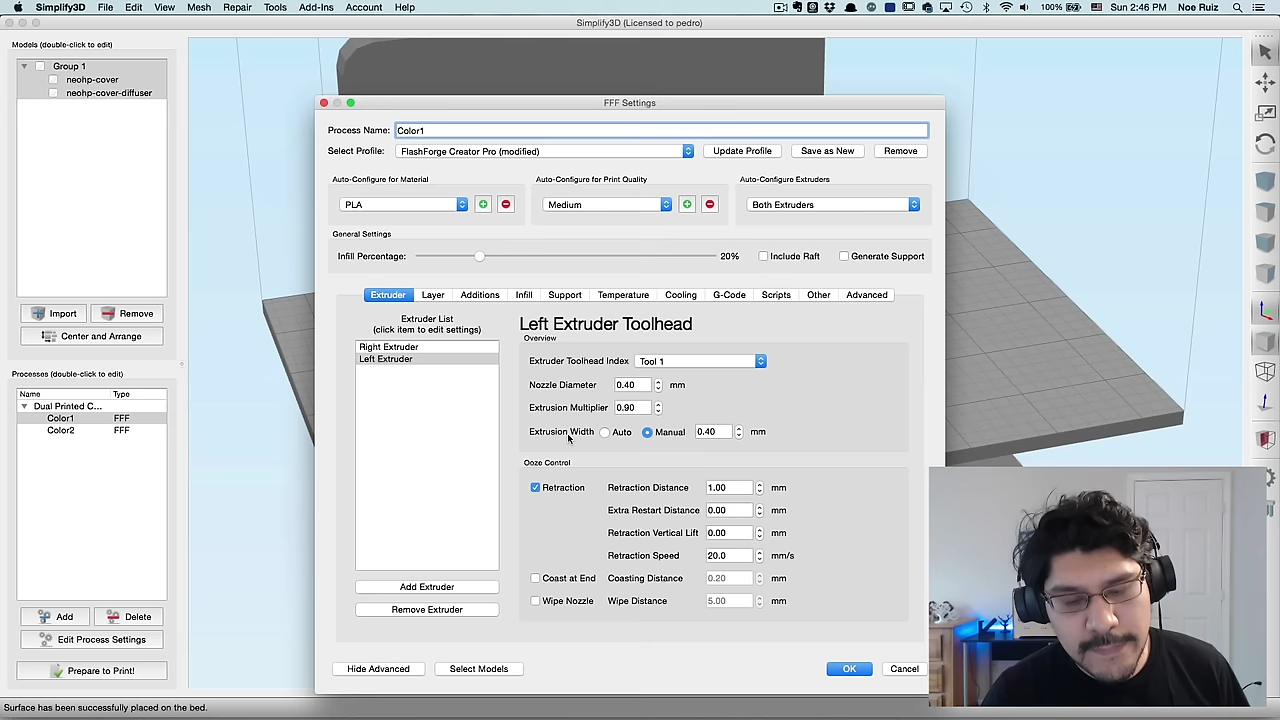 Simplify3D File Edit View Mesh Repair Tools Add-Ins Account Help 100% Sun 2:46 PM Noe Ruiz
Simplify3D (Licensed to pedro)
Models (double-click to edit)
Group 1
neohp-cover
neohp-cover-diffuser
Import Remove
Center and Arrange
Processes (double-click to edit)
Name Type
Dual Printed C...
Color1 FFF
Color2 FFF
Add Delete
Edit Process Settings
Prepare to Print!
Surface has been successfully placed on the bed.
FFF Settings
Process Name: Color1
Select Profile: FlashForge Creator Pro (modified) Update Profile Save as New Remove
Auto-Configure for Material Auto-Configure for Print Quality Auto-Configure Extruders
PLA Medium Both Extruders
General Settings
Infill Percentage: 20% Include Raft Generate Support
Extruder Layer Additions Infill Support Temperature Cooling G-Code Scripts Other Advanced
Extruder List
(click item to edit settings)
Right Extruder
Left Extruder
Add Extruder
Remove Extruder
Left Extruder Toolhead
Overview
Extruder Toolhead Index Tool 1
Nozzle Diameter 0.40 mm
Extrusion Multiplier 0.90
Extrusion Width Auto Manual 0.40 mm
Ooze Control
Retraction Retraction Distance 1.00 mm
Extra Restart Distance 0.00 mm
Retraction Vertical Lift 0.00 mm
Retraction Speed 20.0 mm/s
Coast at End Coasting Distance 0.20 mm
Wipe Nozzle Wipe Distance 5.00 mm
Hide Advanced Select Models OK Cancel